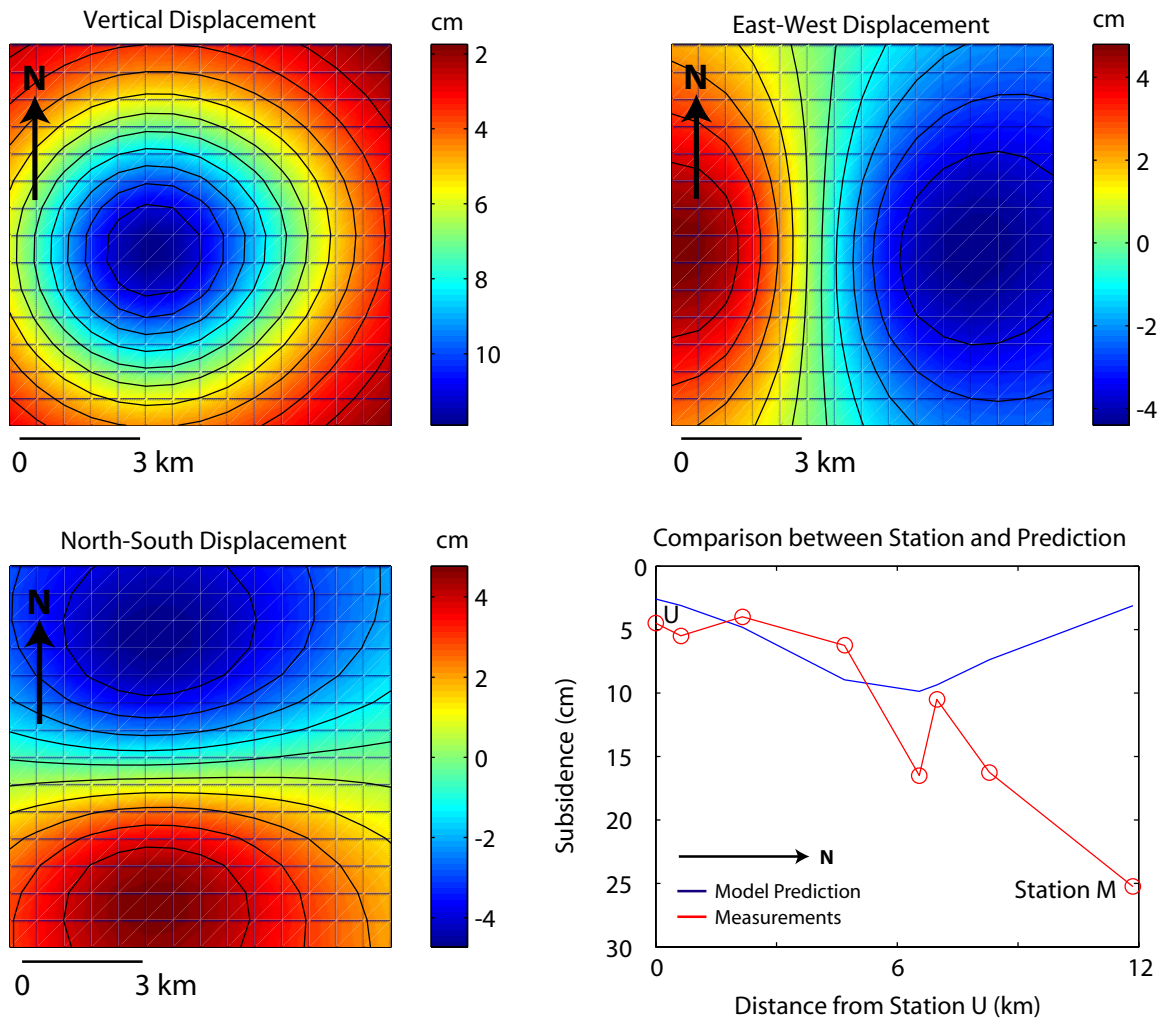 Vertical Displacement
cm
N
2
4
6
8
10
0 3 km
East-West Displacement
cm
N
4
2
0
-2
-4
0 3 km
North-South Displacement
cm
N
4
2
0
-2
-4
0 3 km
Comparison between Station and Prediction
0
5
10
15
20
25
30
Subsidence (cm)
U
N
Model Prediction
Measurements
Station M
0 6 12
Distance from Station U (km)